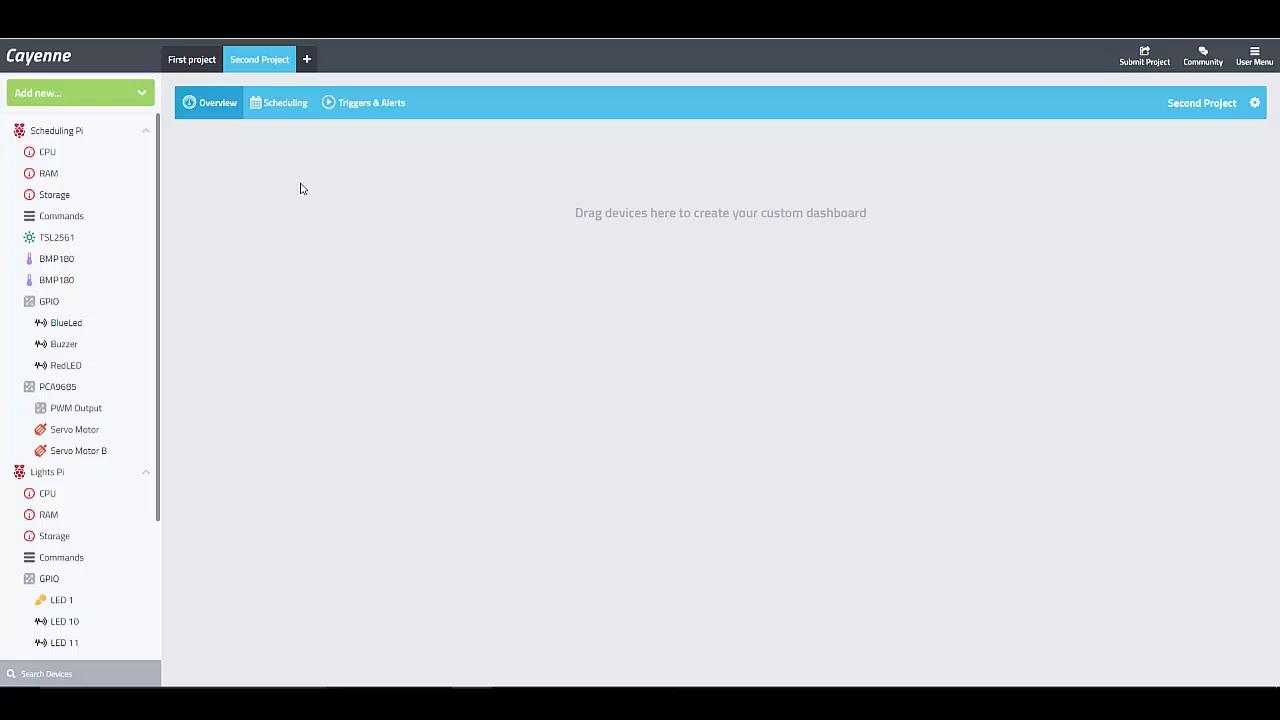 Cayenne
First project
Second Project
+
Submit Project
Community
User Menu
Add new...
Overview
Scheduling
Triggers & Alerts
Second Project
Drag devices here to create your custom dashboard
Scheduling Pi
CPU
RAM
Storage
Commands
TSL2561
BMP180
BMP180
GPIO
BlueLed
Buzzer
RedLED
PCA9685
PWM Output
Servo Motor
Servo Motor B
Lights Pi
CPU
RAM
Storage
Commands
GPIO
LED 1
LED 10
LED 11
Search Devices